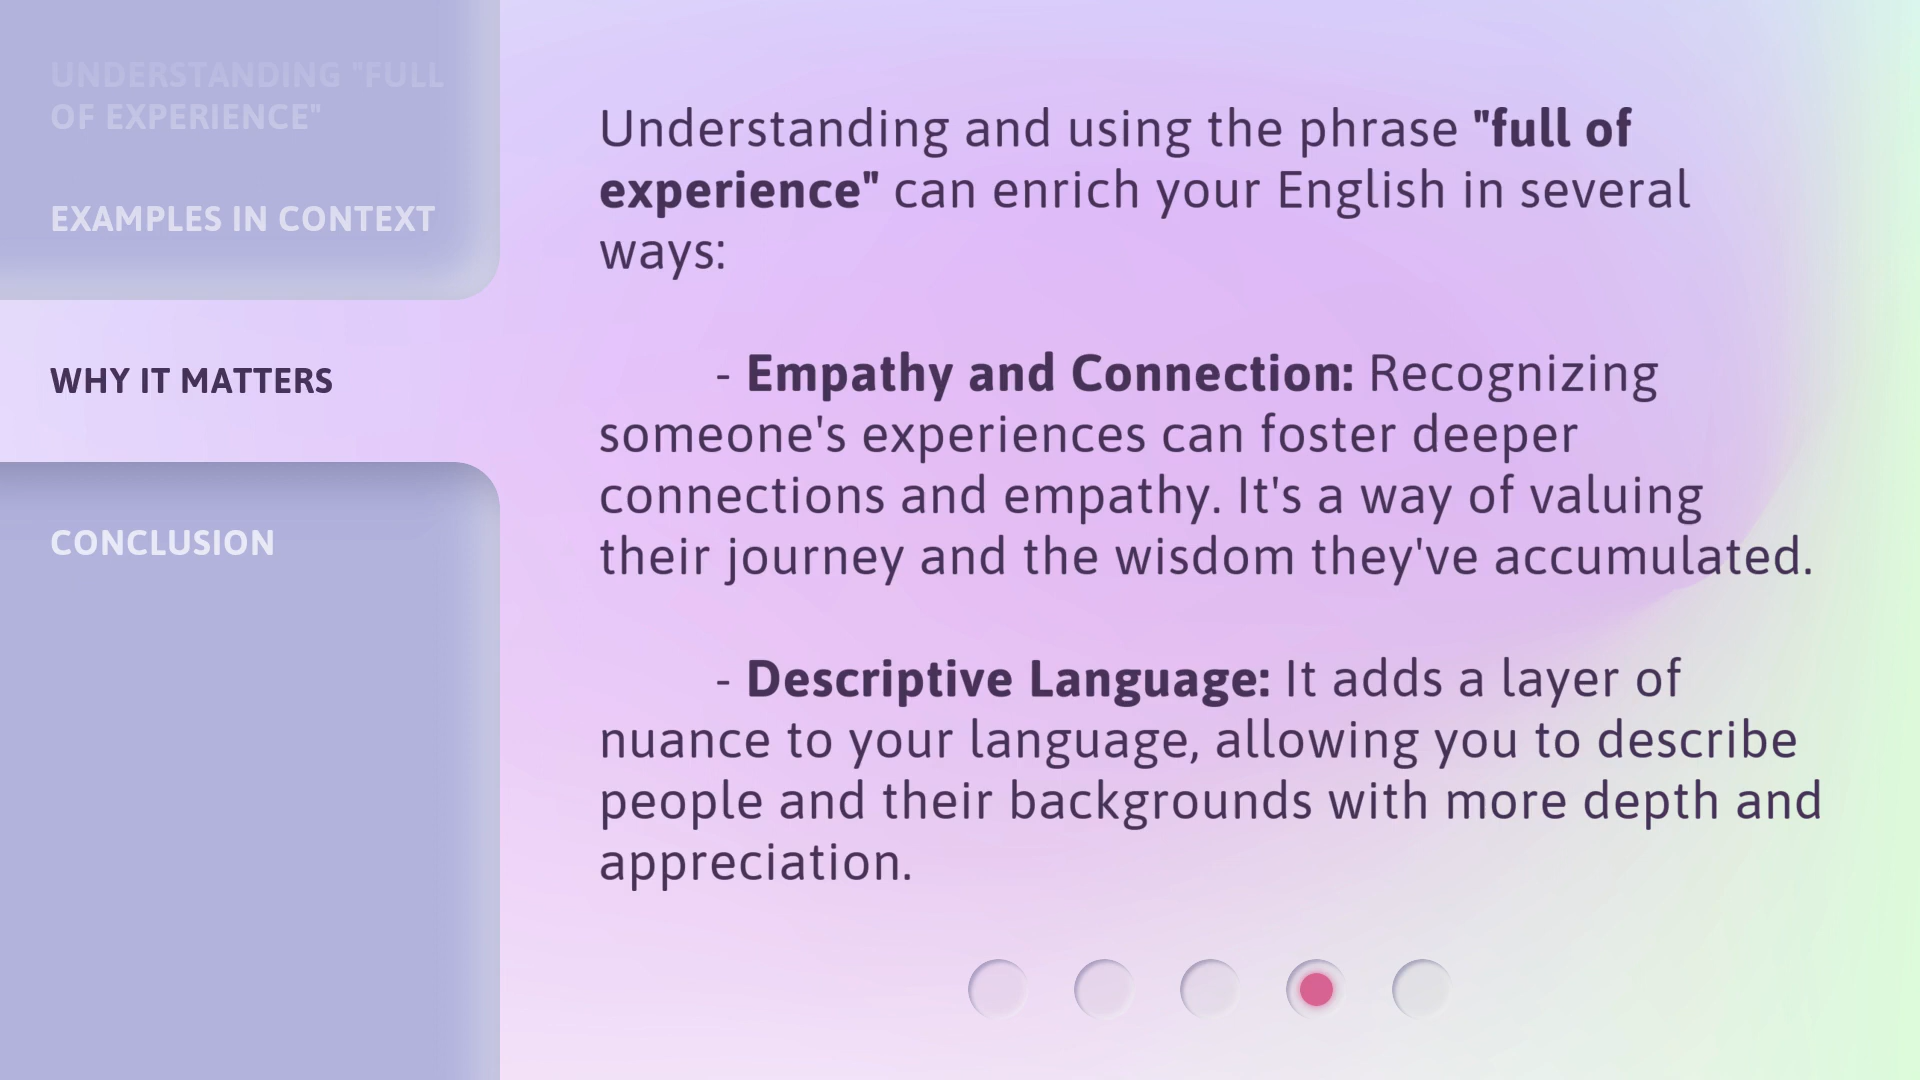 UNDERSTANDING "FULL
OF EXPERIENCE"
EXAMPLES IN CONTEXT
WHY IT MATTERS
CONCLUSION
Understanding and using the phrase "full of
experience" can enrich your English in several
ways:
- Empathy and Connection: Recognizing
someone's experiences can foster deeper
connections and empathy. It's a way of valuing
their journey and the wisdom they've accumulated.
- Descriptive Language: It adds a layer of
nuance to your language, allowing you to describe
people and their backgrounds with more depth and
appreciation.